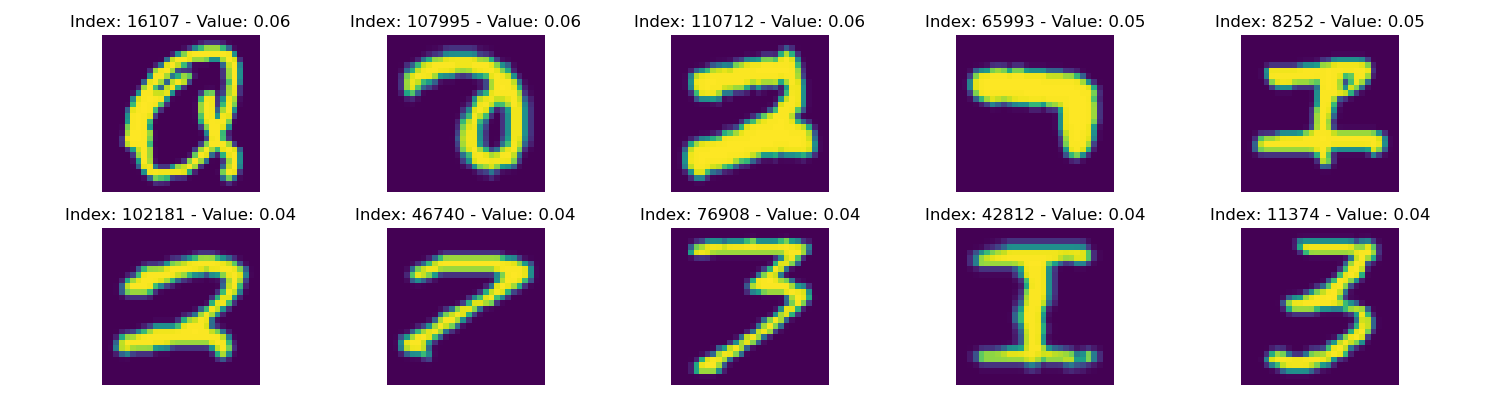 Index: 16107 - Value: 0.06 Index: 107995 - Value: 0.06 Index: 110712 - Value: 0.06 Index: 65993 - Value: 0.05 Index: 8252 - Value: 0.05
Index: 102181 - Value: 0.04 Index: 46740 - Value: 0.04 Index: 76908 - Value: 0.04 Index: 42812 - Value: 0.04 Index: 11374 - Value: 0.04
I 3